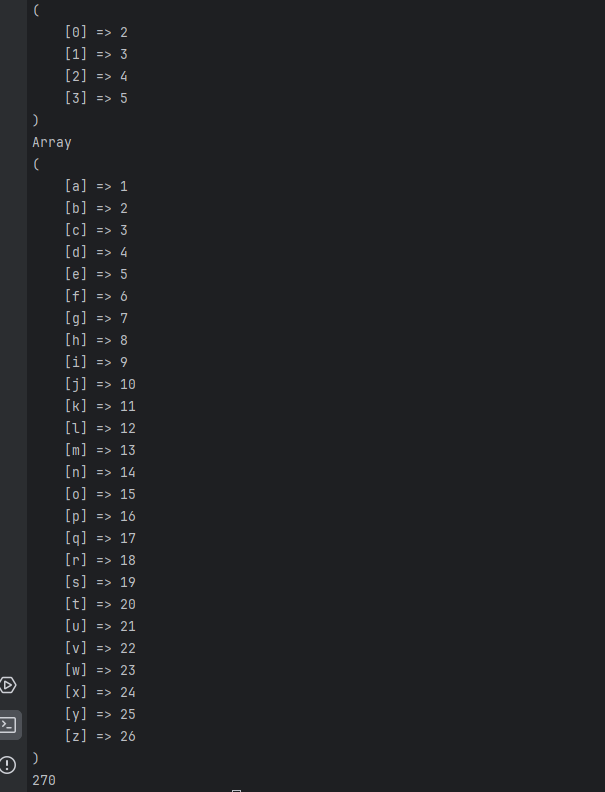 (
    [0] => 2
    [1] => 3
    [2] => 4
    [3] => 5
)
Array
(
    [a] => 1
    [b] => 2
    [c] => 3
    [d] => 4
    [e] => 5
    [f] => 6
    [g] => 7
    [h] => 8
    [i] => 9
    [j] => 10
    [k] => 11
    [l] => 12
    [m] => 13
    [n] => 14
    [o] => 15
    [p] => 16
    [q] => 17
    [r] => 18
    [s] => 19
    [t] => 20
    [u] => 21
    [v] => 22
    [w] => 23
    [x] => 24
    [y] => 25
    [z] => 26
)
270